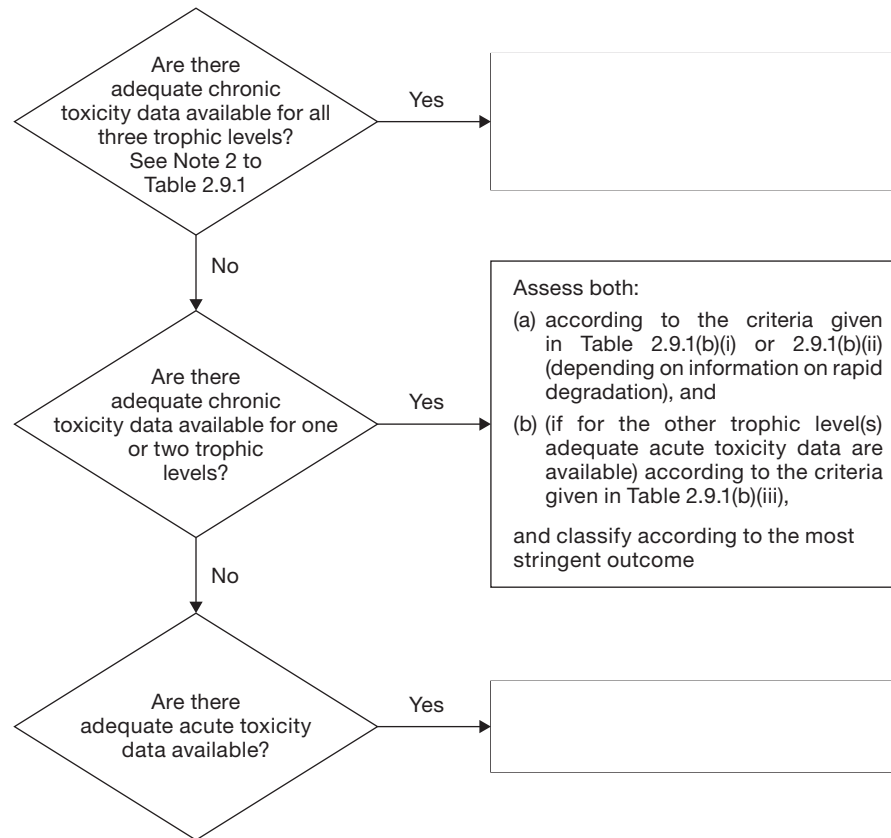 Are there
adequate chronic
toxicity data available for all
three trophic levels?
See Note 2 to
Table 2.9.1
Yes
No
Are there
adequate chronic
toxicity data available for one
or two trophic
levels?
Yes
Assess both:
(a) according to the criteria given
in Table 2.9.1(b)(i) or 2.9.1(b)(ii)
(depending on information on rapid
degradation), and
(b) (if for the other trophic level(s)
adequate acute toxicity data are
available) according to the criteria
given in Table 2.9.1(b)(iii),
and classify according to the most
stringent outcome
No
Are there
adequate acute toxicity
data available?
Yes